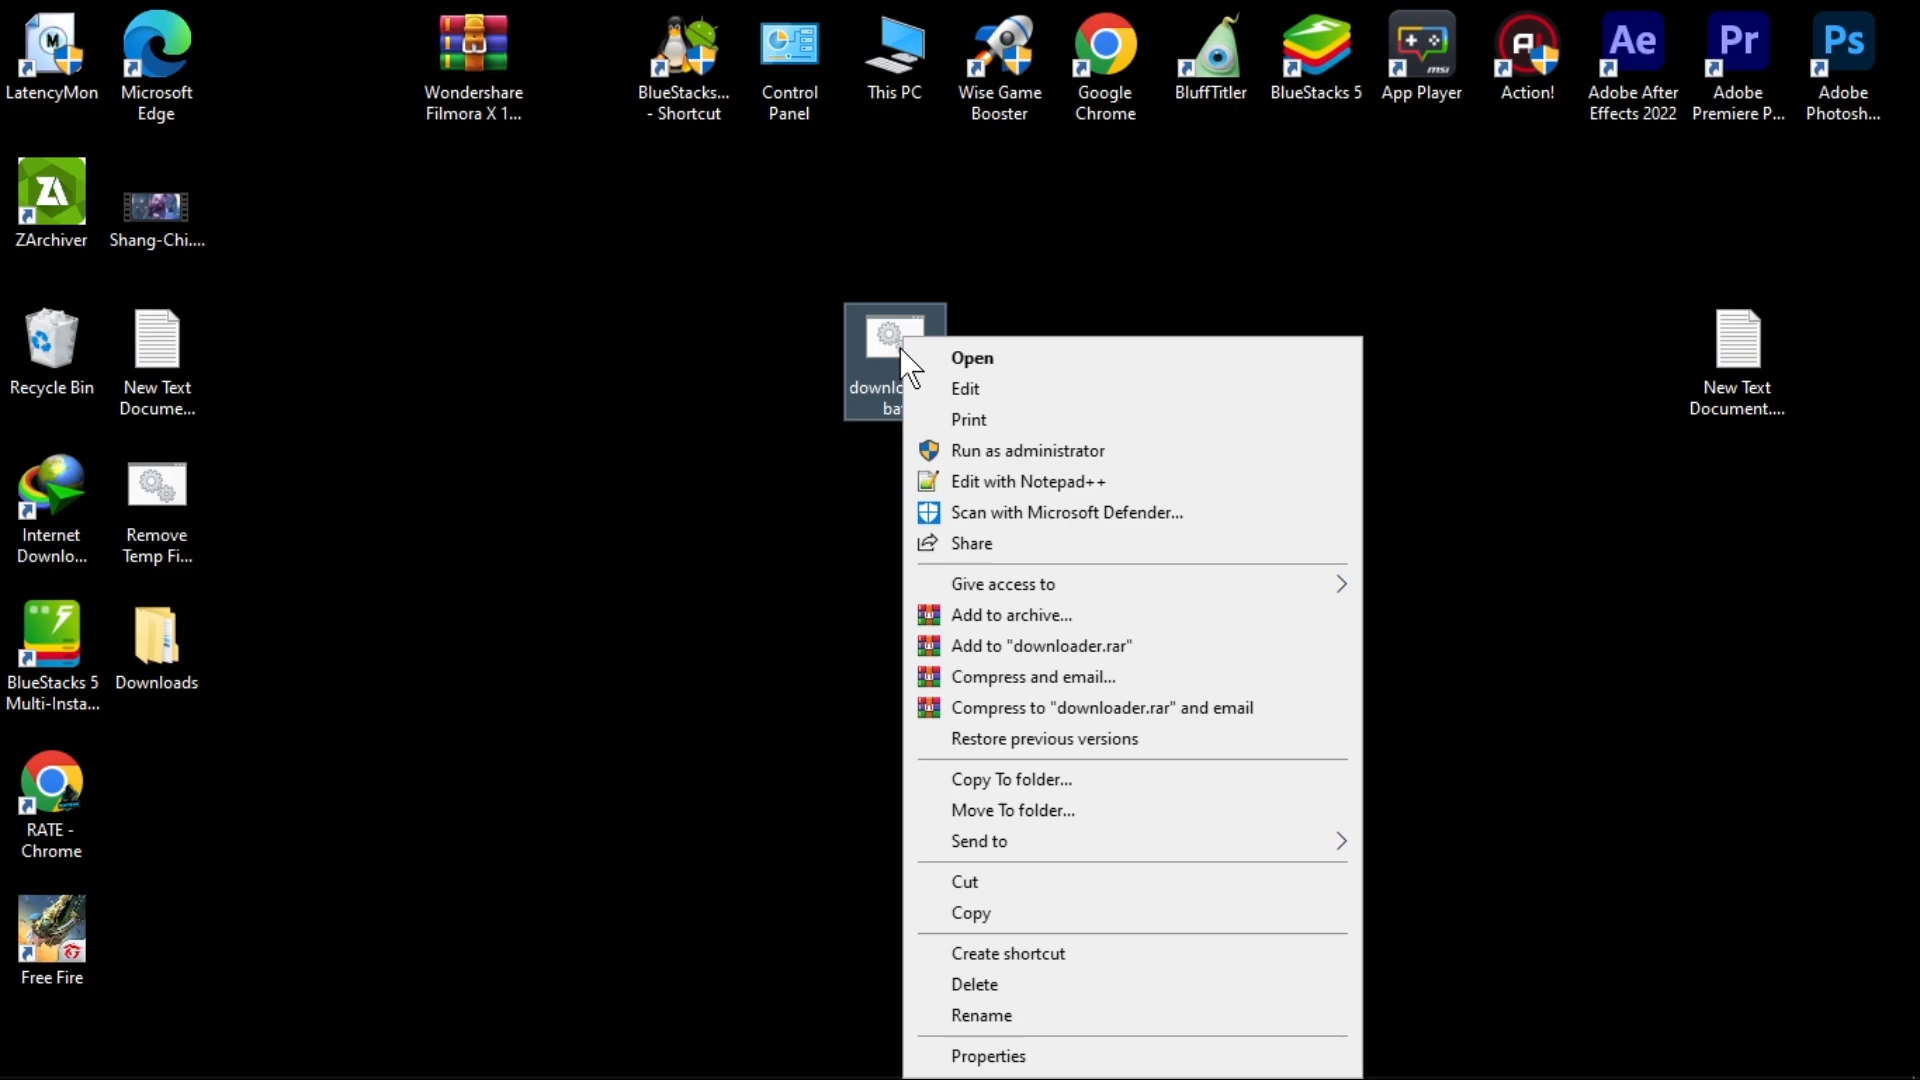 LatencyMon
Microsoft
Edge
Wondershare
Filmora X 1...
BlueStacks...
- Shortcut
Control
Panel
This PC
Wise Game
Booster
Google
Chrome
BluffTitler
BlueStacks 5
msi
App Player
Action!
Ae
Adobe After
Effects 2022
Pr
Adobe
Premiere P...
Ps
Adobe
Photosh...
ZA
ZArchiver
Shang-Chi....
Recycle Bin
New Text
Docume...
New Text
Document....
Internet
Downlo...
Remove
Temp Fi...
BlueStacks 5
Multi-Insta...
Downloads
RATE -
Chrome
Free Fire
Open
Edit
Print
Run as administrator
Edit with Notepad++
Scan with Microsoft Defender...
Share
Give access to
Add to archive...
Add to "downloader.rar"
Compress and email...
Compress to "downloader.rar" and email
Restore previous versions
Copy To folder...
Move To folder...
Send to
Cut
Copy
Create shortcut
Delete
Rename
Properties